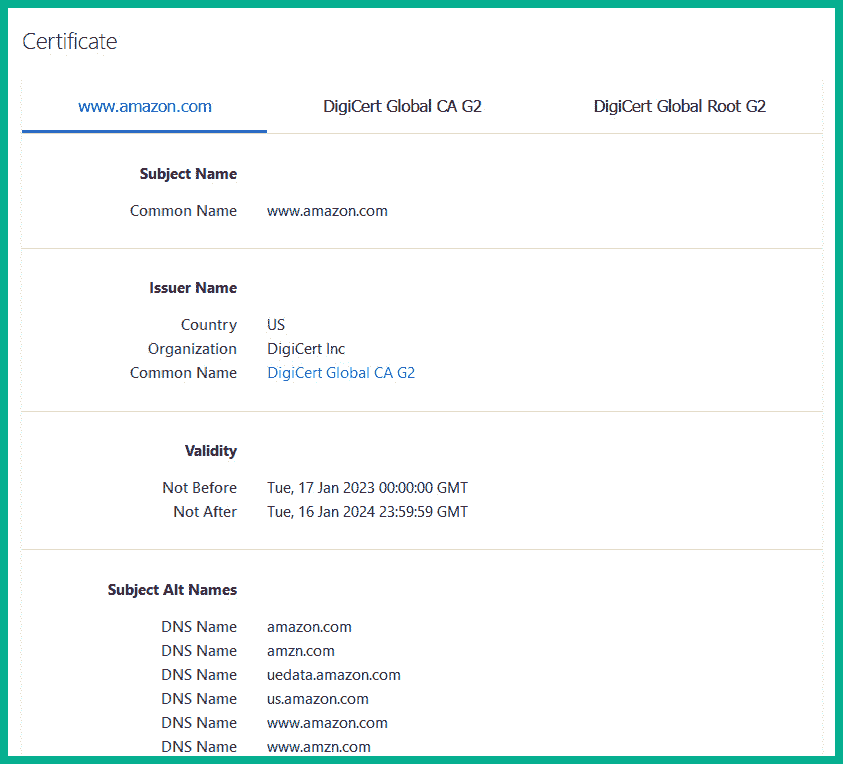 Certificate
www.amazon.com DigiCert Global CA G2 DigiCert Global Root G2
Subject Name
Common Name www.amazon.com
Issuer Name
Country US
Organization DigiCert Inc
Common Name DigiCert Global CA G2
Validity
Not Before Tue, 17 Jan 2023 00:00:00 GMT
Not After Tue, 16 Jan 2024 23:59:59 GMT
Subject Alt Names
DNS Name amazon.com
DNS Name amzn.com
DNS Name uedata.amazon.com
DNS Name us.amazon.com
DNS Name www.amazon.com
DNS Name www.amzn.com